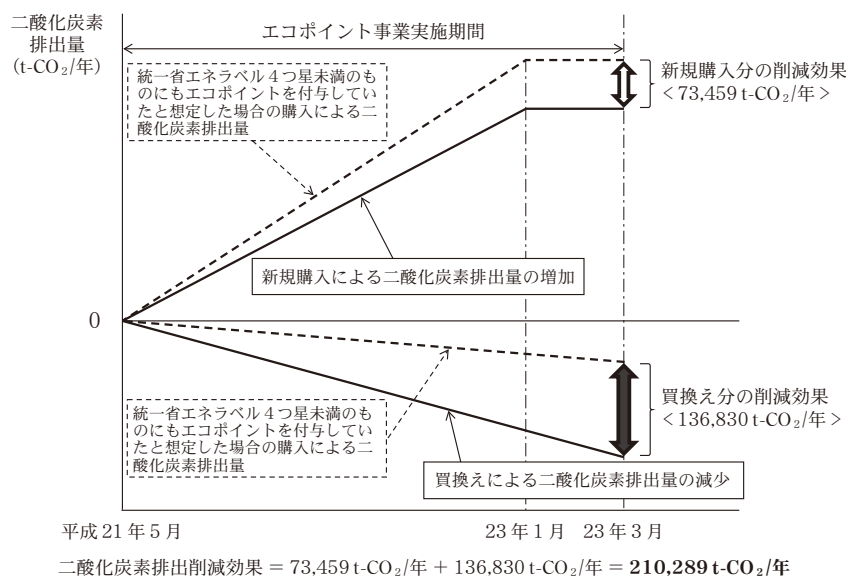 二酸化炭素
排出量
(t-CO₂/年)
エコポイント事業実施期間
統一省エネラベル4つ星未満のも
のにもエコポイントを付与してい
たと想定した場合の購入による二
酸化炭素排出量
新規購入分の削減効果
<73,459 t-CO₂/年>
新規購入による二酸化炭素排出量の増加
0
統一省エネラベル4つ星未満のも
のにもエコポイントを付与してい
たと想定した場合の購入による二
酸化炭素排出量
買換え分の削減効果
<136,830 t-CO₂/年>
買換えによる二酸化炭素排出量の減少
平成21年5月
23年1月
23年3月
二酸化炭素排出削減効果 = 73,459 t-CO₂/年 + 136,830 t-CO₂/年 = 210,289 t-CO₂/年